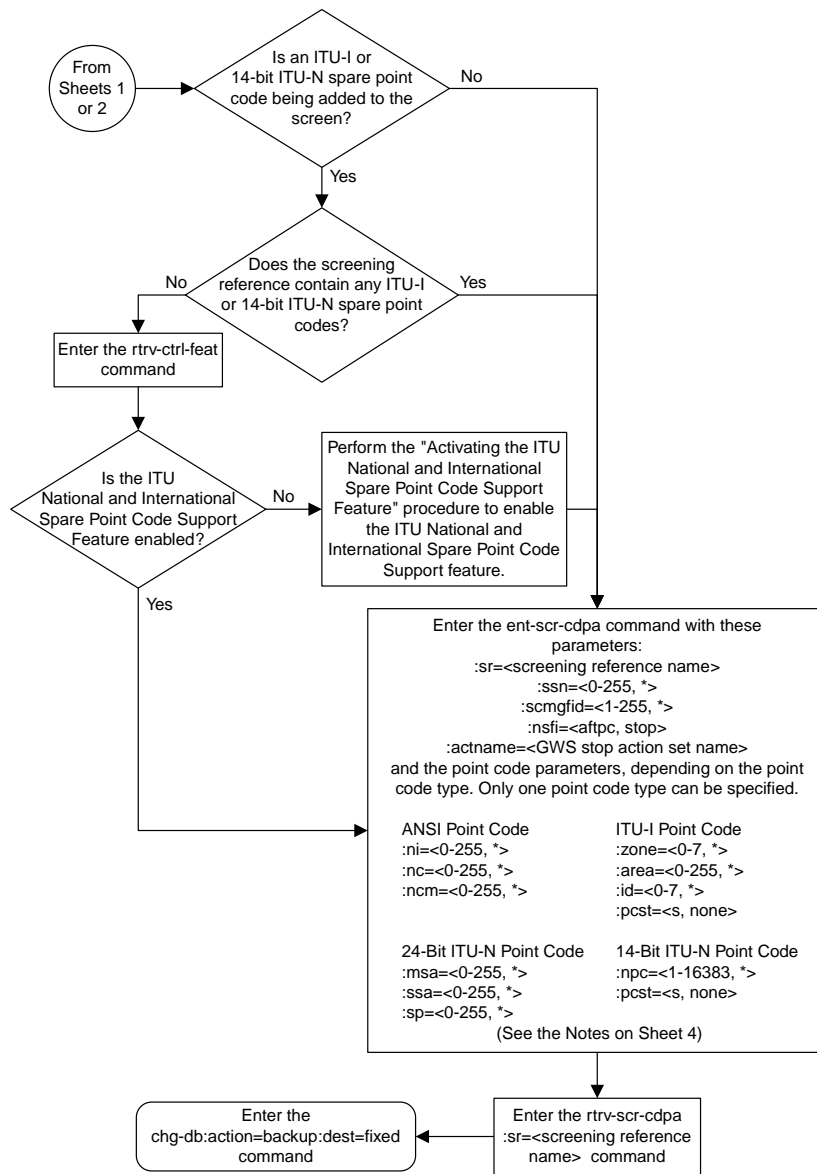 From
Sheets 1
or 2
Is an ITU-I or
14-bit ITU-N spare point
code being added to the
screen?
No
Yes
Does the screening
reference contain any ITU-I
or 14-bit ITU-N spare point
codes?
No
Yes
Enter the rtrv-ctrl-feat
command
Is the ITU
National and International
Spare Point Code Support
Feature enabled?
No
Yes
Perform the "Activating the ITU
National and International
Spare Point Code Support
Feature" procedure to enable
the ITU National and
International Spare Point Code
Support feature.
Enter the ent-scr-cdpa command with these
parameters:
:sr=<screening reference name>
:ssn=<0-255, *>
:scmgfid=<1-255, *>
:nsfi=<aftpc, stop>
:actname=<GWS stop action set name>
and the point code parameters, depending on the point
code type. Only one point code type can be specified.
ANSI Point Code
:ni=<0-255, *>
:nc=<0-255, *>
:ncm=<0-255, *>
ITU-I Point Code
:zone=<0-7, *>
:area=<0-255, *>
:id=<0-7, *>
:pcst=<s, none>
24-Bit ITU-N Point Code
:msa=<0-255, *>
:ssa=<0-255, *>
:sp=<0-255, *>
14-Bit ITU-N Point Code
:npc=<1-16383, *>
:pcst=<s, none>
(See the Notes on Sheet 4)
Enter the rtrv-scr-cdpa
:sr=<screening reference
name> command
Enter the
chg-db:action=backup:dest=fixed
command